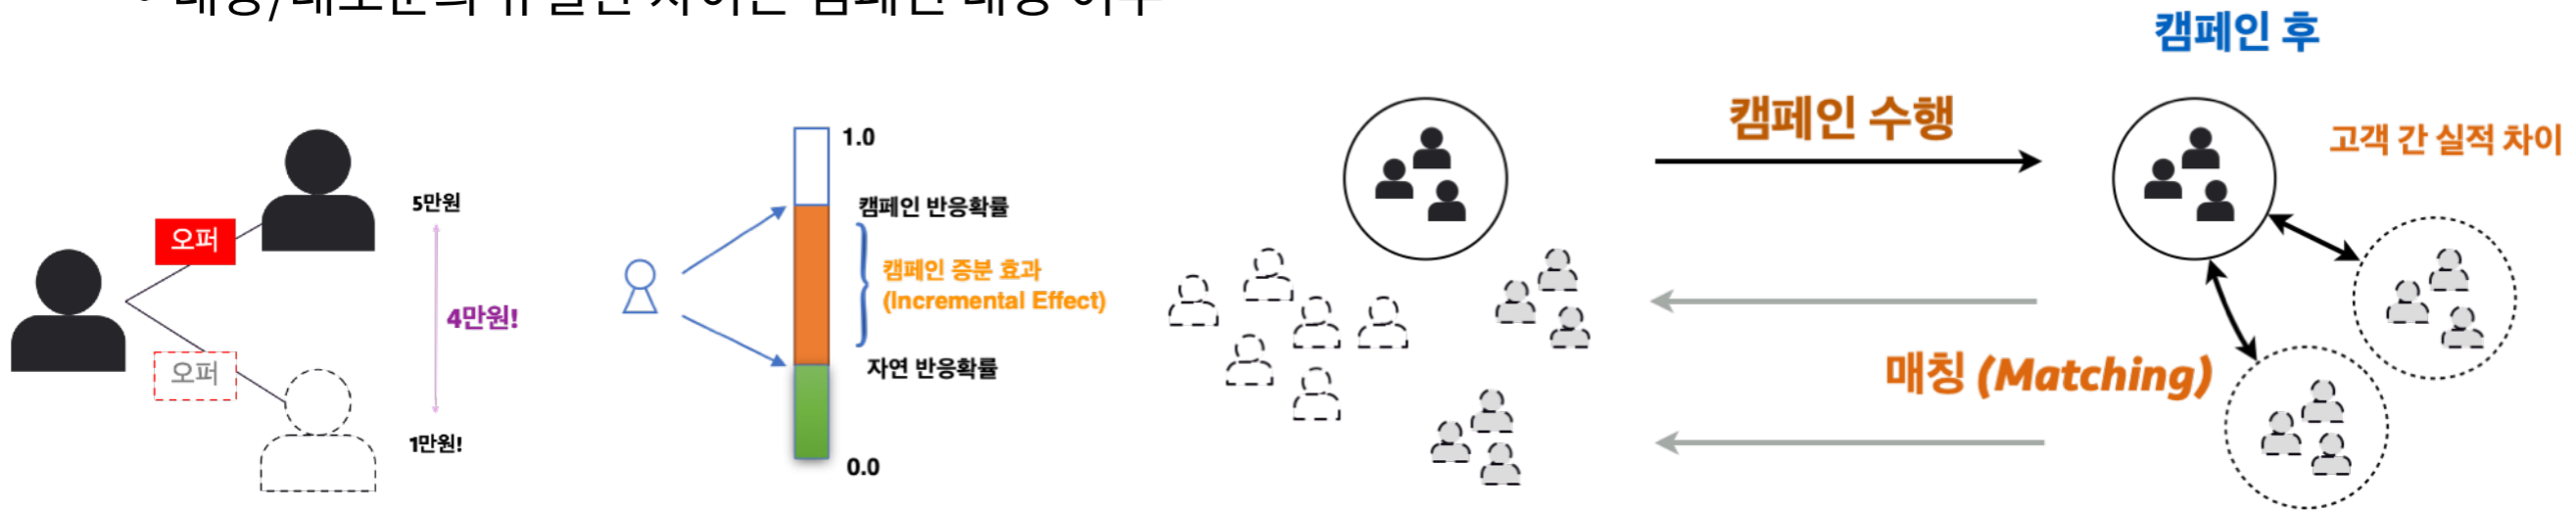 캠페인 후
캠페인 수행
고객 간 실적 차이
오퍼
5만원
4만원!
오퍼
1만원!
1.0
캠페인 반응확률
캠페인 증분 효과
(Incremental Effect)
자연 반응확률
0.0
매칭 (Matching)